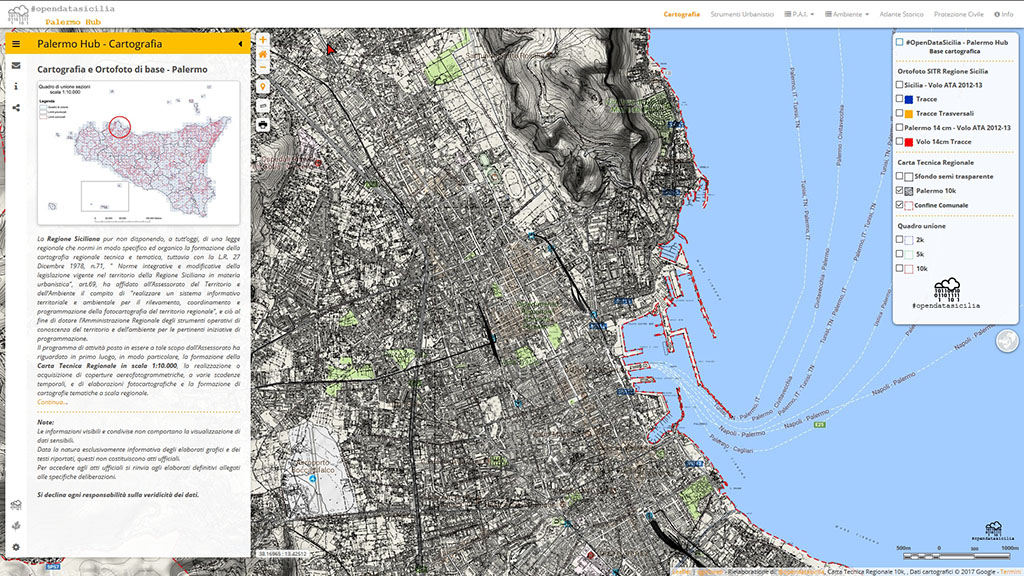 #opendatasicilia
Palermo Hub
Cartografia
Strumenti Urbanistici
P.A.I.
Ambiente
Atlante Storico
Protezione Civile
Info
Palermo Hub - Cartografia
Cartografia e Ortofoto di base - Palermo
Quadro di unione sezioni
scala 1:10.000
Legenda
La Regione Siciliana pur non disponendo, a tutt'oggi, di una legge
regionale che normi in modo specifico ed organico la formazione della
cartografia regionale tecnica e tematica, tuttavia con la L.R. 27
Dicembre 1978, n.71, " Norme integrative e modificative della
legislazione vigente nel territorio della Regione Siciliana in materia
urbanistica", art.69, ha affidato all'Assessorato del Territorio e
dell'Ambiente il compito di "realizzare un sistema informativo
territoriale e ambientale per il rilevamento, coordinamento e
programmazione della fotocartografia del territorio regionale", e ciò al
fine di dotare l'Amministrazione Regionale degli strumenti operativi di
conoscenza del territorio e dell'ambiente per le pertinenti iniziative di
programmazione.
Il programma di attività posto in essere a tale scopo dall'Assessorato ha
riguardato in primo luogo, in modo particolare, la formazione della
Carta Tecnica Regionale in scala 1:10.000, la realizzazione o
acquisizione di coperture aereofotogrammetriche, a varie scadenze
temporali, e di elaborazioni fotocartografiche e la formazione di
cartografie tematiche a scala regionale.
Continua...
Note:
Le informazioni visibili e condivise non comportano la visualizzazione di
dati sensibili.
Data la natura esclusivamente informativa degli elaborati grafici e dei
testi riportati, questi non costituiscono atti ufficiali.
Per accedere agli atti ufficiali si rinvia agli elaborati definitivi allegati
alle specifiche deliberazioni.
Si declina ogni responsabilità sulla veridicità dei dati.
#OpenDataSicilia - Palermo Hub
Base cartografica
Ortofoto SITR Regione Sicilia
Sicilia - Volo ATA 2012-13
Tracce
Tracce Trasversali
Palermo 14 cm - Volo ATA 2012-13
Volo 14cm Tracce
Carta Tecnica Regionale
Sfondo semi trasparente
Palermo 10k
Confine Comunale
Quadro unione
2k
5k
10k
#opendatasicilia
Palermo, IT - Tunisi, TN
Civitavecchia - Palermo
Napoli - Palermo
Napoli - Palermo
Napoli - Palermo
Palermo - Cagliari
E25
#opendatasicilia
500m 0 500 1000m
38.16965 : 13.42512
Rielaborazione di: Carta Tecnica Regionale 10k, , Dati cartografici © 2017 Google - Termini